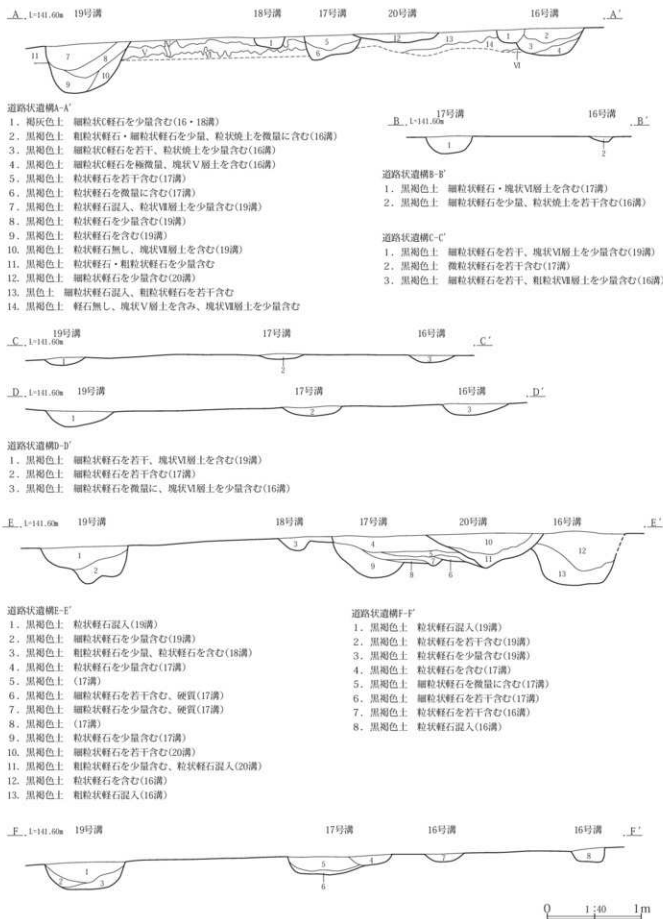 A L=141.60m 19号溝 18号溝 17号溝 20号溝 16号溝 A'
道路状遺構A-A'
1. 褐灰色土 細粒状C軽石を少量含む(16・18溝)
2. 黒褐色土 粗粒状軽石・細粒状軽石を少量、粒状焼土を微量に含む(16溝)
3. 黒褐色土 細粒状C軽石を若干、粒状焼土を少量含む(16溝)
4. 黒褐色土 細粒状C軽石を極微量、塊状Ⅴ層土を含む(16溝)
5. 黒褐色土 粒状軽石を若干含む(17溝)
6. 黒褐色土 粒状軽石を微量に含む(17溝)
7. 黒褐色土 粒状軽石混入、粒状Ⅶ層土を少量含む(19溝)
8. 黒褐色土 粒状軽石を少量含む(19溝)
9. 黒褐色土 粒状軽石を含む(19溝)
10. 黒褐色土 粒状軽石無し、塊状Ⅶ層土を含む(19溝)
11. 黒褐色土 粒状軽石・粗粒状軽石を少量含む
12. 黒褐色土 細粒状軽石を少量含む(20溝)
13. 黒色土 細粒状軽石混入、粗粒状軽石を若干含む
14. 黒褐色土 軽石無し、塊状Ⅴ層土を含み、塊状Ⅶ層土を少量含む
B L=141.60m 17号溝 16号溝 B'
道路状遺構B-B'
1. 黒褐色土 細粒状軽石・塊状Ⅵ層土を含む(17溝)
2. 黒褐色土 細粒状軽石を少量、粒状焼土を若干含む(16溝)
道路状遺構C-C'
1. 黒褐色土 細粒状軽石を若干、塊状Ⅵ層土を少量含む(19溝)
2. 黒褐色土 微粒状軽石を若干含む(17溝)
3. 黒褐色土 細粒状軽石を若干、粗粒状Ⅶ層土を少量含む(16溝)
C L=141.60m 19号溝 17号溝 16号溝 C'
D L=141.60m 19号溝 17号溝 16号溝 D'
道路状遺構D-D'
1. 黒褐色土 細粒状軽石を若干、塊状Ⅵ層土を含む(19溝)
2. 黒褐色土 細粒状軽石を若干含む(17溝)
3. 黒褐色土 細粒状軽石を微量に、塊状Ⅵ層土を少量含む(16溝)
E L=141.60m 19号溝 18号溝 17号溝 20号溝 16号溝 E'
道路状遺構E-E'
1. 黒褐色土 粒状軽石混入(19溝)
2. 黒褐色土 細粒状軽石を少量含む(19溝)
3. 黒褐色土 粗粒状軽石を少量、粒状軽石を含む(18溝)
4. 黒褐色土 粒状軽石を少量含む(17溝)
5. 黒褐色土 (17溝)
6. 黒褐色土 細粒状軽石を若干含む、硬質(17溝)
7. 黒褐色土 細粒状軽石を少量含む、硬質(17溝)
8. 黒褐色土 (17溝)
9. 黒褐色土 粒状軽石を少量含む(17溝)
10. 黒褐色土 細粒状軽石を若干含む(20溝)
11. 黒褐色土 粗粒状軽石を少量含む、粒状軽石混入(20溝)
12. 黒褐色土 粒状軽石を含む(16溝)
13. 黒褐色土 粗粒状軽石混入(16溝)
道路状遺構F-F'
1. 黒褐色土 粒状軽石混入(19溝)
2. 黒褐色土 粒状軽石を若干含む(19溝)
3. 黒褐色土 粒状軽石を少量含む(19溝)
4. 黒褐色土 粒状軽石を含む(17溝)
5. 黒褐色土 細粒状軽石を微量に含む(17溝)
6. 黒褐色土 細粒状軽石を若干含む(17溝)
7. 黒褐色土 粒状軽石を若干含む(16溝)
8. 黒褐色土 粒状軽石混入(16溝)
F L=141.60m 19号溝 17号溝 16号溝 16号溝 F'
0 1:40 1m